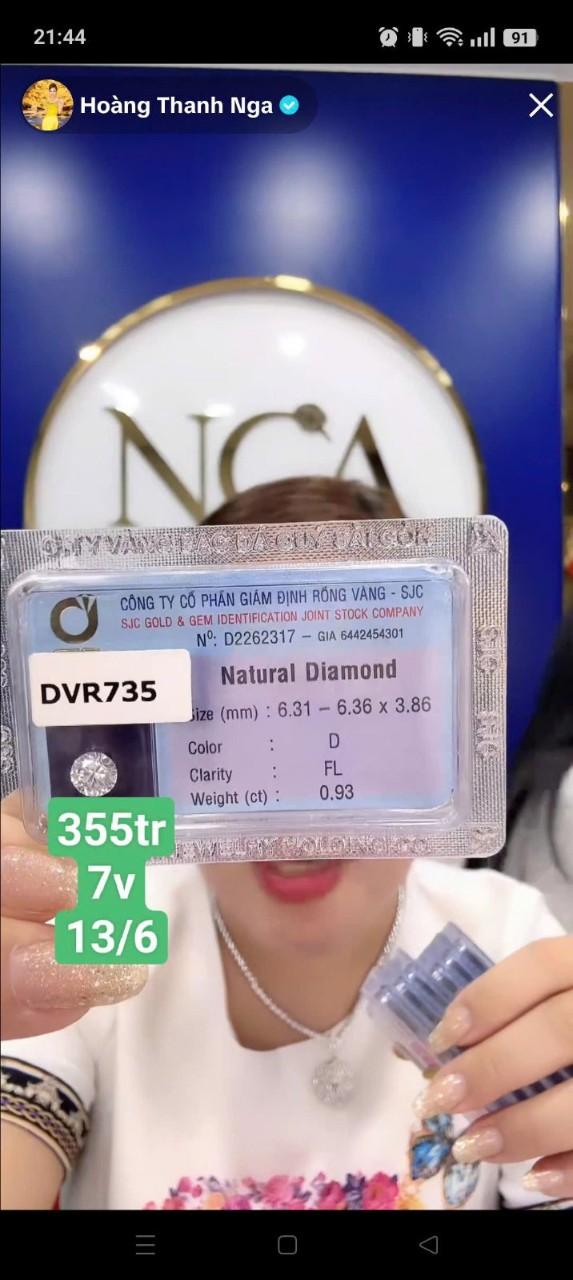 21:44
91
Hoàng Thanh Nga
NGA
CÔNG TY CỔ PHẦN GIÁM ĐỊNH RỒNG VÀNG - SJC
SJC GOLD & GEM IDENTIFICATION JOINT STOCK COMPANY
Nº: D2262317 – GIA 6442454301
DVR735
Natural Diamond
Size (mm) : 6.31 – 6.36 x 3.86
Color : D
Clarity : FL
Weight (ct) : 0.93
355tr
7v
13/6